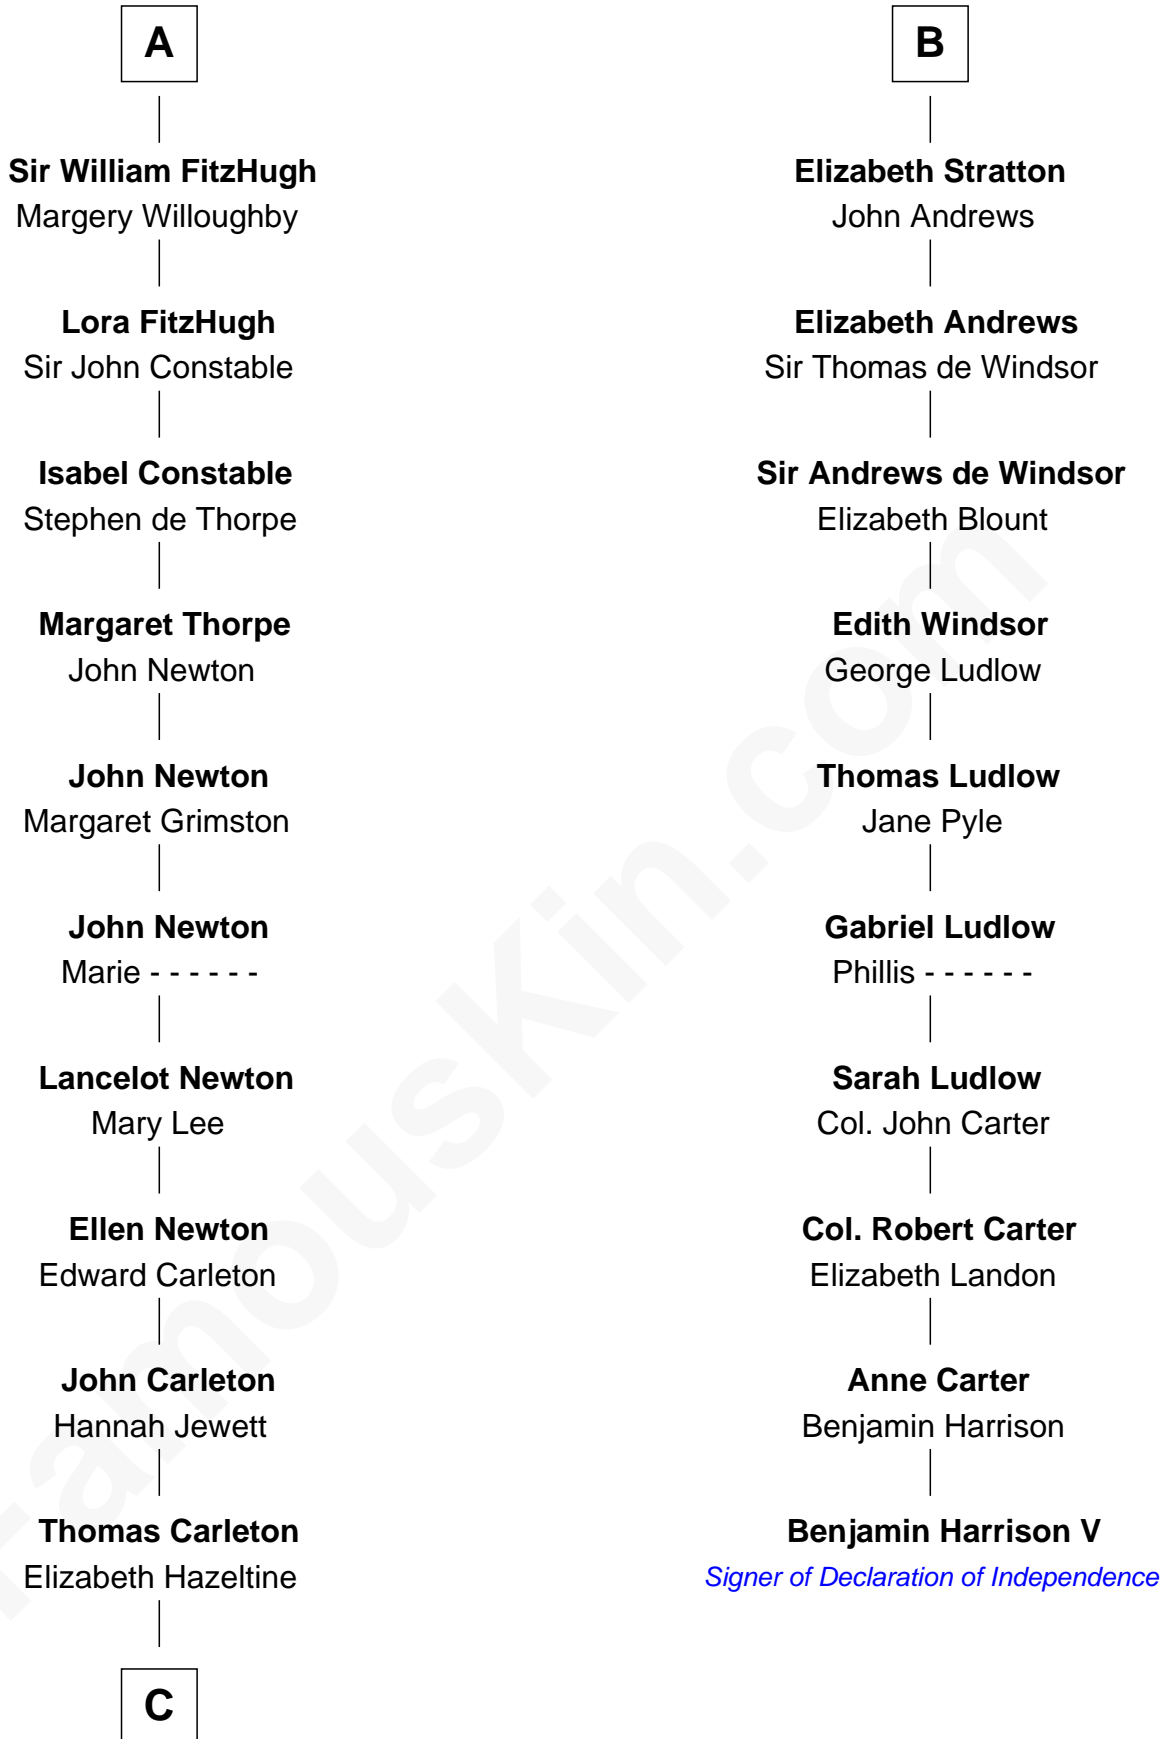 A
Sir William FitzHugh
Margery Willoughby
Lora FitzHugh
Sir John Constable
Isabel Constable
Stephen de Thorpe
Margaret Thorpe
John Newton
John Newton
Margaret Grimston
John Newton
Marie - - - - - -
Lancelot Newton
Mary Lee
Ellen Newton
Edward Carleton
John Carleton
Hannah Jewett
Thomas Carleton
Elizabeth Hazeltine
C
B
Elizabeth Stratton
John Andrews
Elizabeth Andrews
Sir Thomas de Windsor
Sir Andrews de Windsor
Elizabeth Blount
Edith Windsor
George Ludlow
Thomas Ludlow
Jane Pyle
Gabriel Ludlow
Phillis - - - - - -
Sarah Ludlow
Col. John Carter
Col. Robert Carter
Elizabeth Landon
Anne Carter
Benjamin Harrison
Benjamin Harrison V
Signer of Declaration of Independence
FamousKin.com